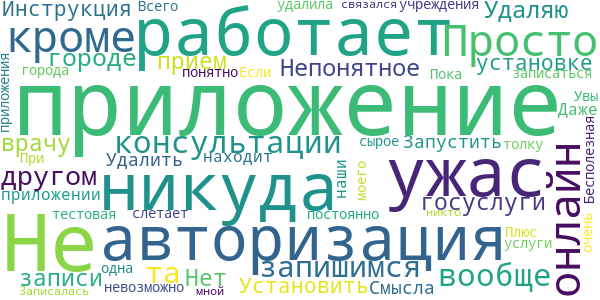 Инструкция Всего удалила связался учреждения Удаляю
кроме работает Просто
городе прием Непонятное установке
приложения города понятно Если Пока записаться Увы
приложение Даже
врачу консультации сырое Запустить толку Бесполезная
При Удалить находит наши моего ужас онлайн
другом никуда госуслуги
приложении тестовая слетает постоянно никто Плюс очень
Не авторизация услуги
записи одна та Нет запишимся вообще
Записалась невозможно мной Установить Смысла